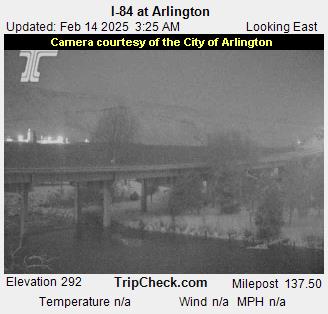 I-84 at Arlington
Updated: Feb 14 2025 3:25 AM Looking East
Camera courtesy of the City of Arlington
Elevation 292 TripCheck.com Milepost 137.50
Temperature n/a Wind n/a MPH n/a